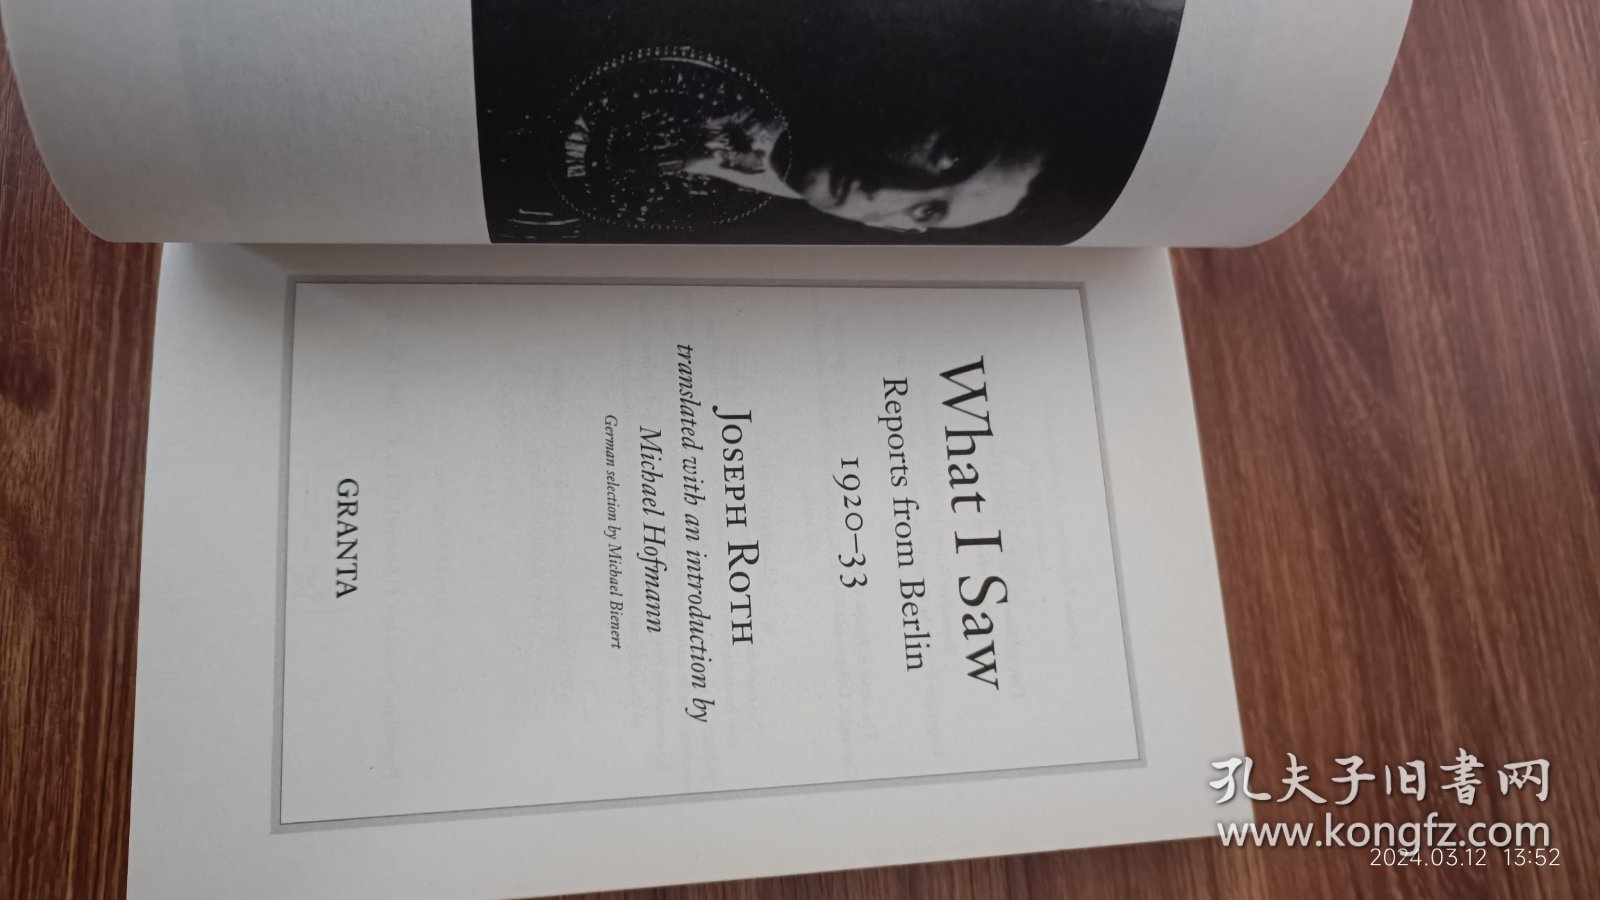 What I Saw
Reports from Berlin
1920–33
JOSEPH ROTH
translated with an introduction by
Michael Hofmann
German selection by Michael Bienert
GRANTA
孔夫子旧书网
www.kongfz.com
2024.03.12 13:52